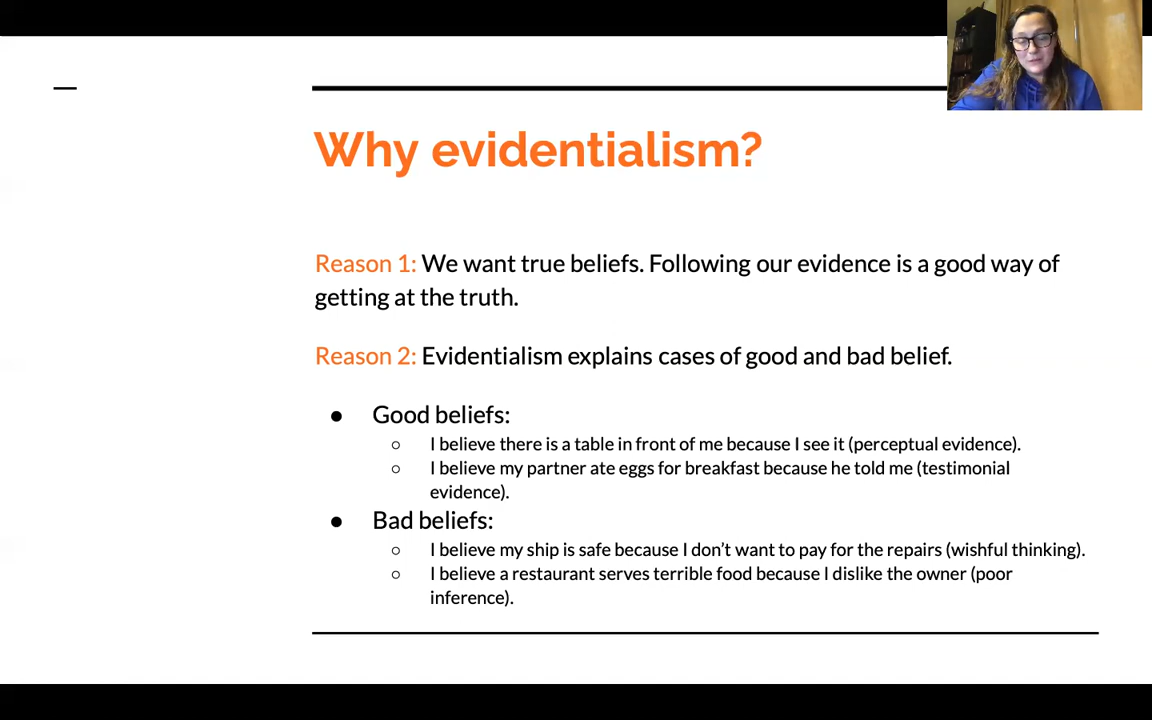 Why evidentialism?
Reason 1: We want true beliefs. Following our evidence is a good way of
getting at the truth.
Reason 2: Evidentialism explains cases of good and bad belief.
● Good beliefs:
○ I believe there is a table in front of me because I see it (perceptual evidence).
○ I believe my partner ate eggs for breakfast because he told me (testimonial
evidence).
● Bad beliefs:
○ I believe my ship is safe because I don’t want to pay for the repairs (wishful thinking).
○ I believe a restaurant serves terrible food because I dislike the owner (poor
inference).